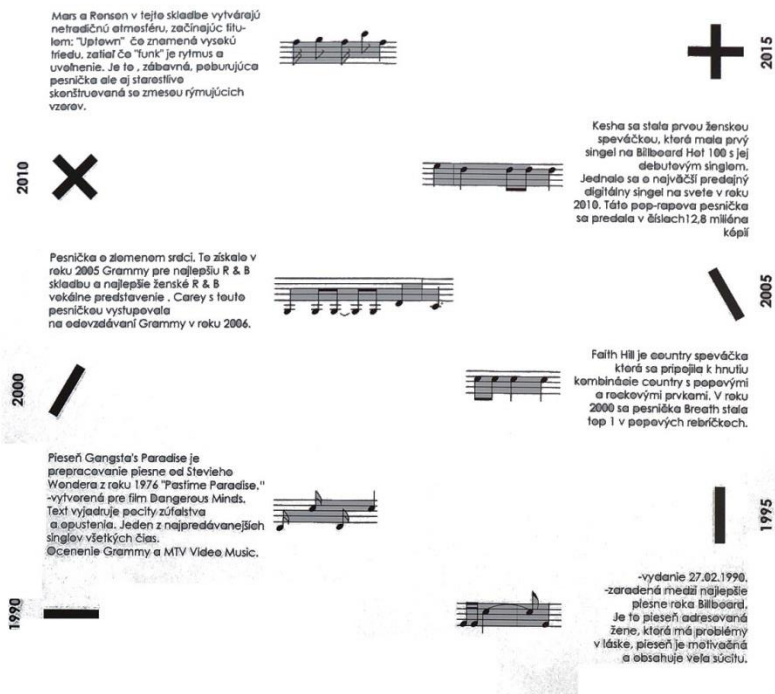 Mars a Ronson v tejto skladbe vytvárajú
netradičnú atmosféru, začínajúc titu-
lom; "Uptown" čo znamená vysokú
triedu, zatiaľ čo "funk" je rytmus a
uvoľnenie. Je to , zábavná, poburujúca
pesnička ale aj starostlivo
skonštruovaná so zmesou rýmujúcich
vzorov.
2015
Kesha sa stala prvou ženskou
speváčkou, ktorá mala prvý
singel na Billboard Hot 100 s jej
debutovým singlom.
Jednalo sa o najväčší predajný
digitálny singel na svete v roku
2010. Táto pop-rapova pesnička
sa predala v číslach12,8 milióna
kópií
2010
Pesnička o zlomenom srdci. To získalo v
roku 2005 Grammy pre najlepšiu R & B
skladbu a najlepšie ženské R & B
vokálne predstavenie . Carey s touto
pesničkou vystupovala
na odovzdávaní Grammy v roku 2006.
2005
Faith Hill je country speváčka
ktorá sa pripojila k hnutiu
kombinácie country s popovými
a rockovými prvkami. V roku
2000 sa pesnička Breath stala
top 1 v popových rebríčkoch.
2000
Pieseň Gangsta's Paradise je
prepracovanie piesne od Stevieho
Wondera z roku 1976 "Pastime Paradise,"
-vytvorená pre film Dangerous Minds.
Text vyjadruje pocity zúfalstva
a opustenia. Jeden z najpredávanejších
singlov všetkých čias.
Ocenenie Grammy a MTV Video Music.
1995
-vydanie 27.02.1990.
-zaradená medzi najlepšie
piesne roka Billboard.
Je to pieseň adresovaná
žene, ktorá má problémy
v láske, pieseň je motivačná
a obsahuje veľa súcitu.
1990